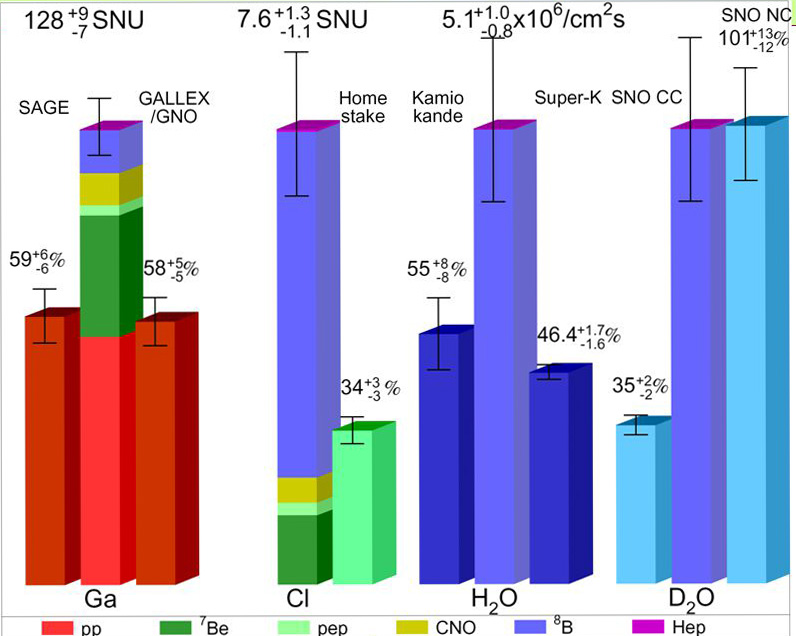 128 +9 -7 SNU
7.6 +1.3 -1.1 SNU
5.1 +1.0 -0.8 x10^6/cm^2s
SNO NC
101 +13 -12 %
SAGE
GALLEX
/GNO
Home
stake
Kamio
kande
Super-K
SNO CC
59 +6 -6 %
58 +5 -5 %
34 +3 -3 %
55 +8 -8 %
46.4 +1.7 -1.6 %
35 +2 -2 %
Ga
Cl
H₂O
D₂O
pp
⁷Be
pep
CNO
⁸B
Hep